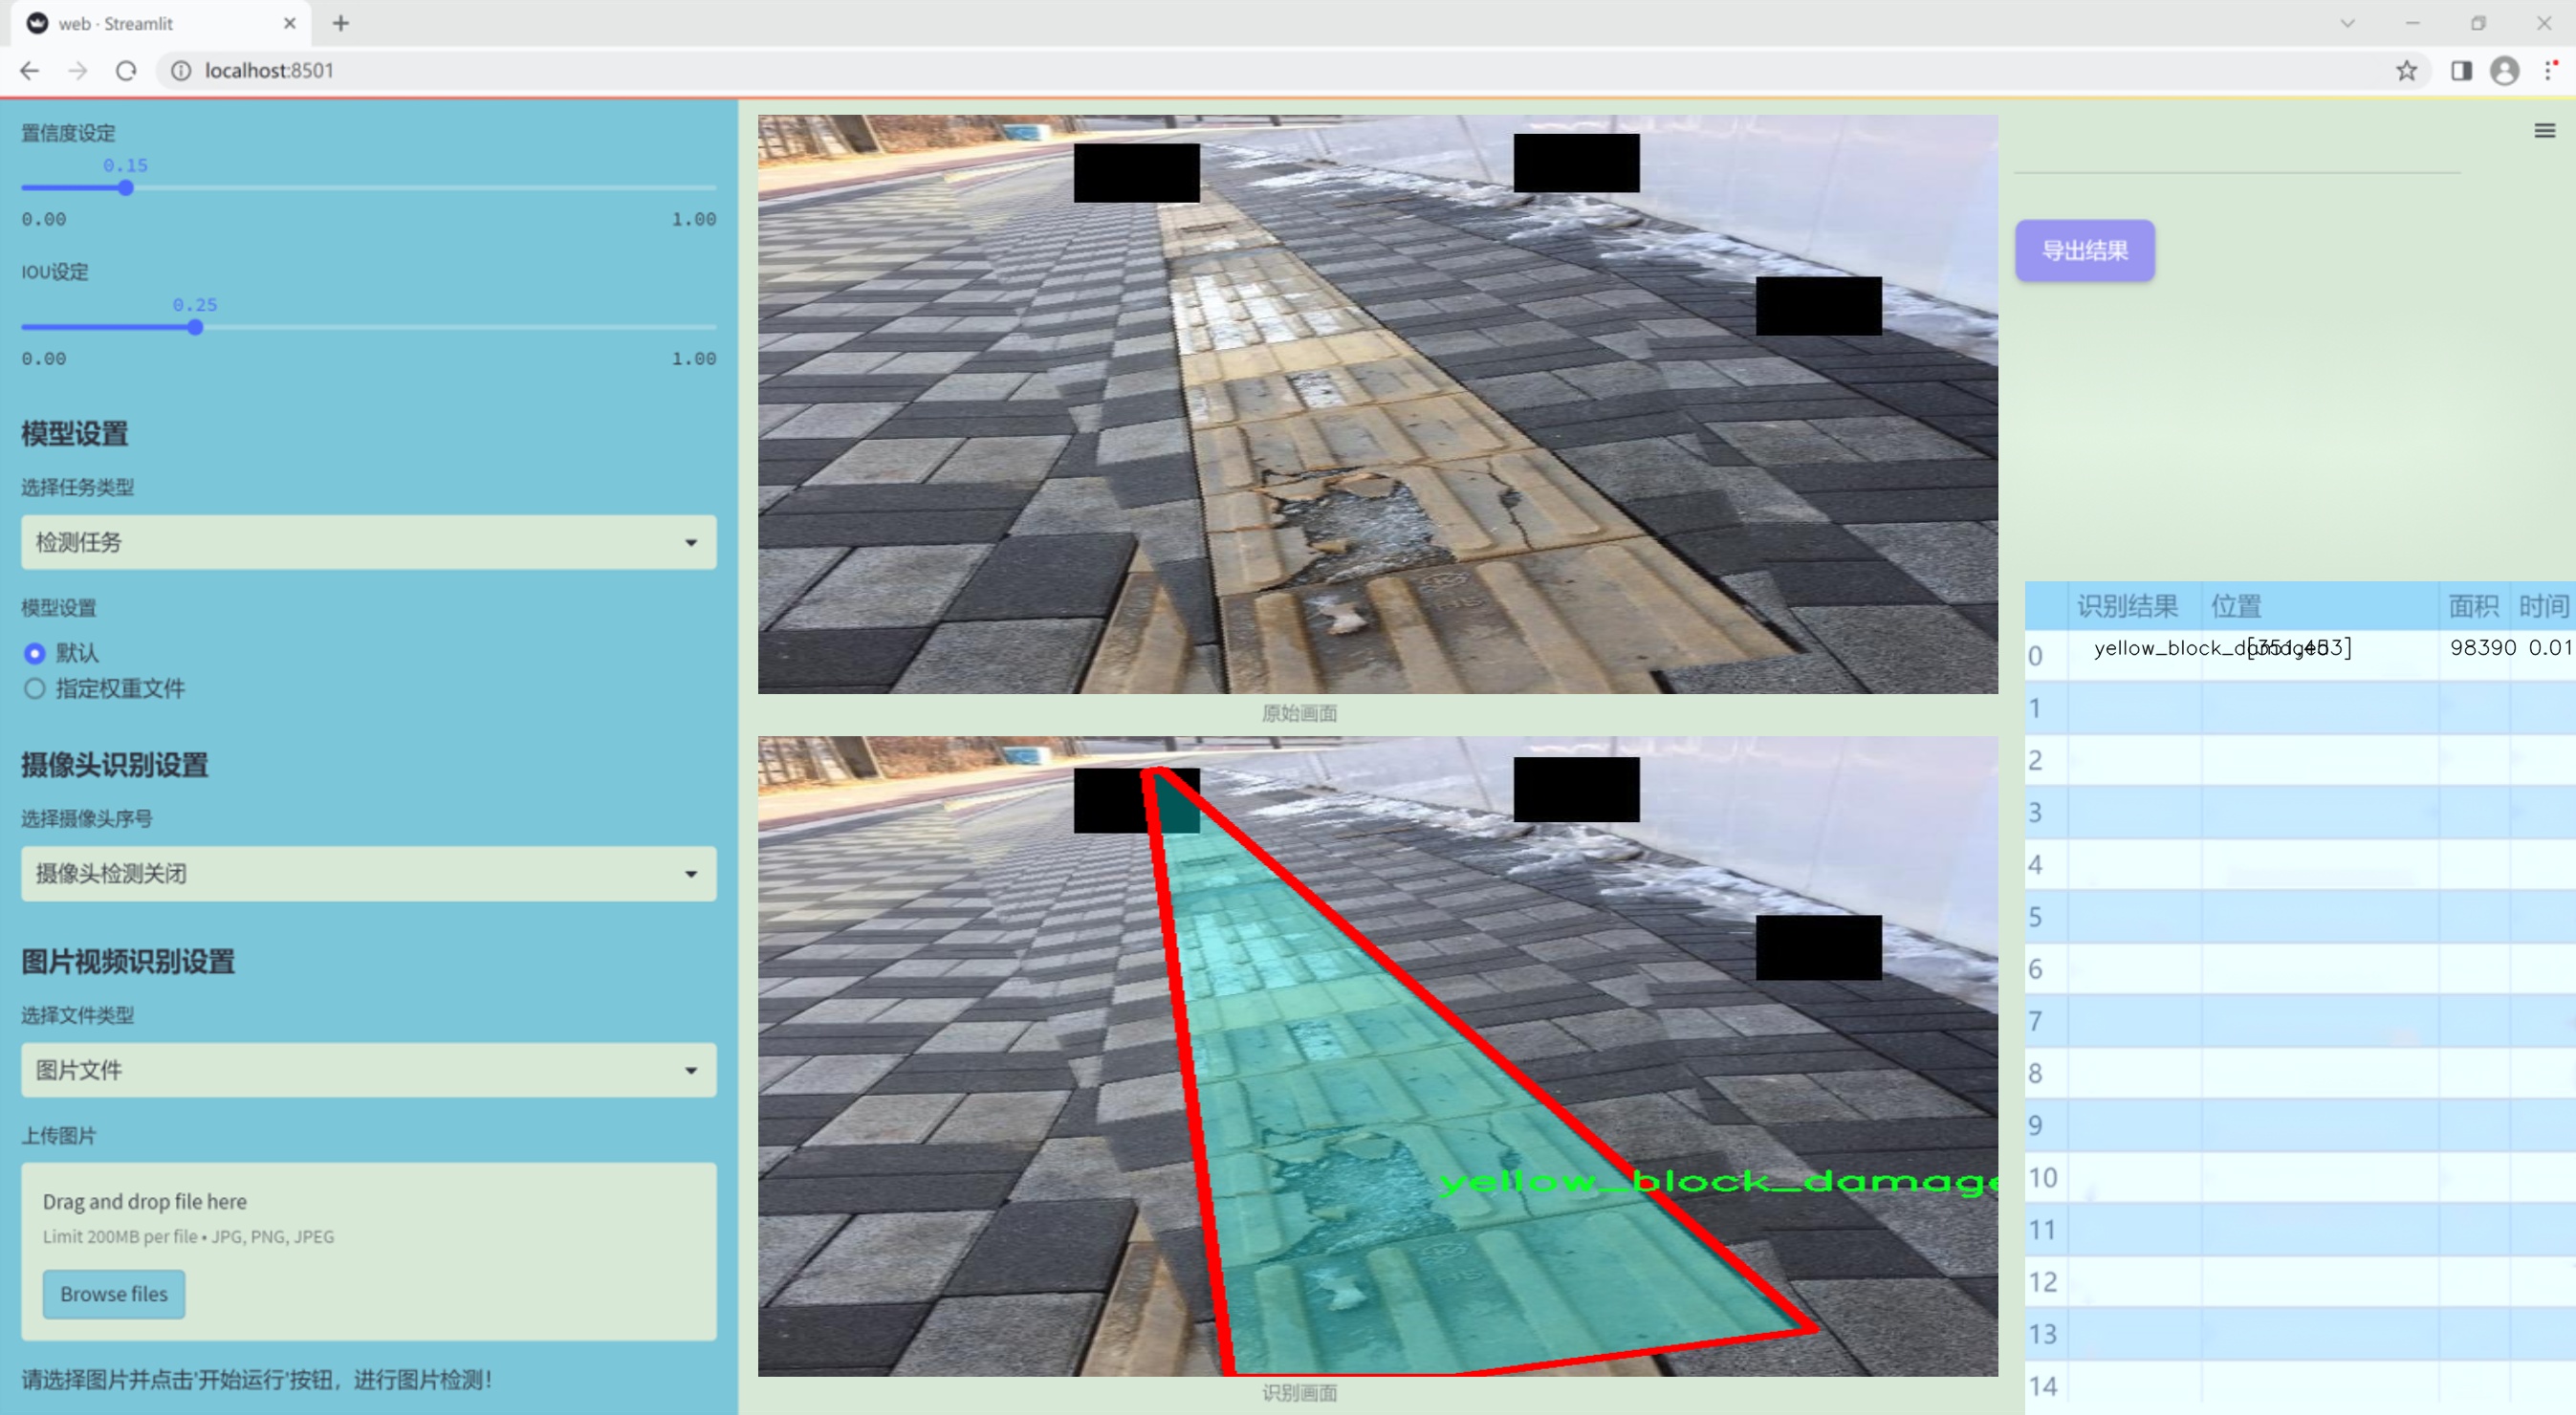 web · Streamlit
localhost:8501
置信度设定
0.15
0.00
1.00
IOU设定
0.25
0.00
1.00
模型设置
选择任务类型
检测任务
模型设置
默认
指定权重文件
摄像头识别设置
选择摄像头序号
摄像头检测关闭
图片视频识别设置
选择文件类型
图片文件
上传图片
Drag and drop file here
Limit 200MB per file • JPG, PNG, JPEG
Browse files
请选择图片并点击'开始运行'按钮，进行图片检测！
原始画面
yellow_block_damage
识别画面
导出结果
识别结果 位置 面积 时间
0 yellow_block_damaged [351,453] 98390 0.01
1
2
3
4
5
6
7
8
9
10
11
12
13
14